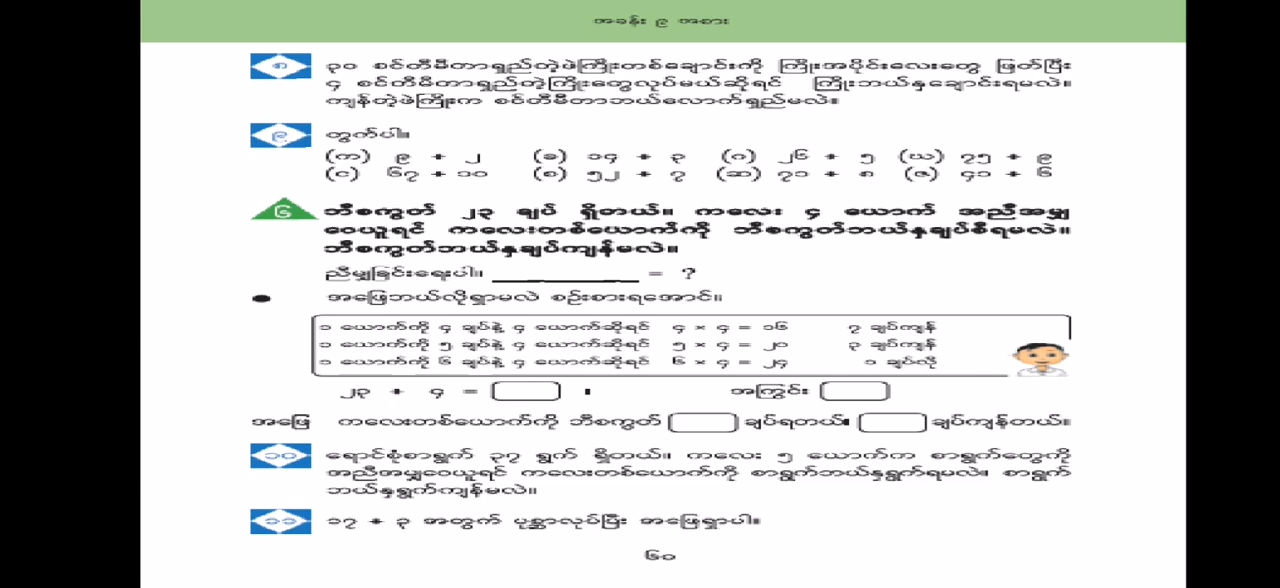 အခန်း ၉ အစား
၈ ၃၀ စင်တီမီတာရှည်တဲ့ဖဲကြိုးတစ်ချောင်းကို ကြိုးအပိုင်းလေးတွေ ဖြတ်ပြီး
၄ စင်တီမီတာရှည်တဲ့ကြိုးတွေလုပ်မယ်ဆိုရင် ကြိုးဘယ်နှချောင်းရမလဲ။
ကျန်တဲ့ဖဲကြိုးက စင်တီမီတာဘယ်လောက်ရှည်မလဲ။
၉ တွက်ပါ။
(က) ၉ ÷ ၂ (ခ) ၁၄ ÷ ၃ (ဂ) ၂၆ ÷ ၅ (ဃ) ၇၅ ÷ ၉
(င) ၆၇ ÷ ၁၀ (စ) ၅၂ ÷ ၇ (ဆ) ၇၁ ÷ ၈ (ဇ) ၄၁ ÷ ၆
၆ ဘီစကွတ် ၂၃ ချပ် ရှိတယ်။ ကလေး ၄ ယောက် အညီအမျှ
ဝေယူရင် ကလေးတစ်ယောက်ကို ဘီစကွတ်ဘယ်နှချပ်စီရမလဲ။
ဘီစကွတ်ဘယ်နှချပ်ကျန်မလဲ။
ညီမျှခြင်းရေးပါ။ ____________ = ?
● အဖြေဘယ်လိုရှာမလဲ စဉ်းစားရအောင်။
၁ ယောက်ကို ၄ ချပ်နဲ့ ၄ ယောက်ဆိုရင် ၄ × ၄ = ၁၆ ၇ ချပ်ကျန်
၁ ယောက်ကို ၅ ချပ်နဲ့ ၄ ယောက်ဆိုရင် ၅ × ၄ = ၂၀ ၃ ချပ်ကျန်
၁ ယောက်ကို ၆ ချပ်နဲ့ ၄ ယောက်ဆိုရင် ၆ × ၄ = ၂၄ ၁ ချပ်လို
၂၃ ÷ ၄ = ၊ အကြွင်း
အဖြေ ကလေးတစ်ယောက်ကို ဘီစကွတ် ချပ်ရတယ်။ ချပ်ကျန်တယ်။
၁၀ ရောင်စုံစာရွက် ၃၇ ရွက် ရှိတယ်။ ကလေး ၅ ယောက်က စာရွက်တွေကို
အညီအမျှဝေယူရင် ကလေးတစ်ယောက်ကို စာရွက်ဘယ်နှရွက်ရမလဲ။ စာရွက်
ဘယ်နှရွက်ကျန်မလဲ။
၁၁ ၁၇ ÷ ၃ အတွက် ပုစ္ဆာလုပ်ပြီး အဖြေရှာပါ။
၆၀